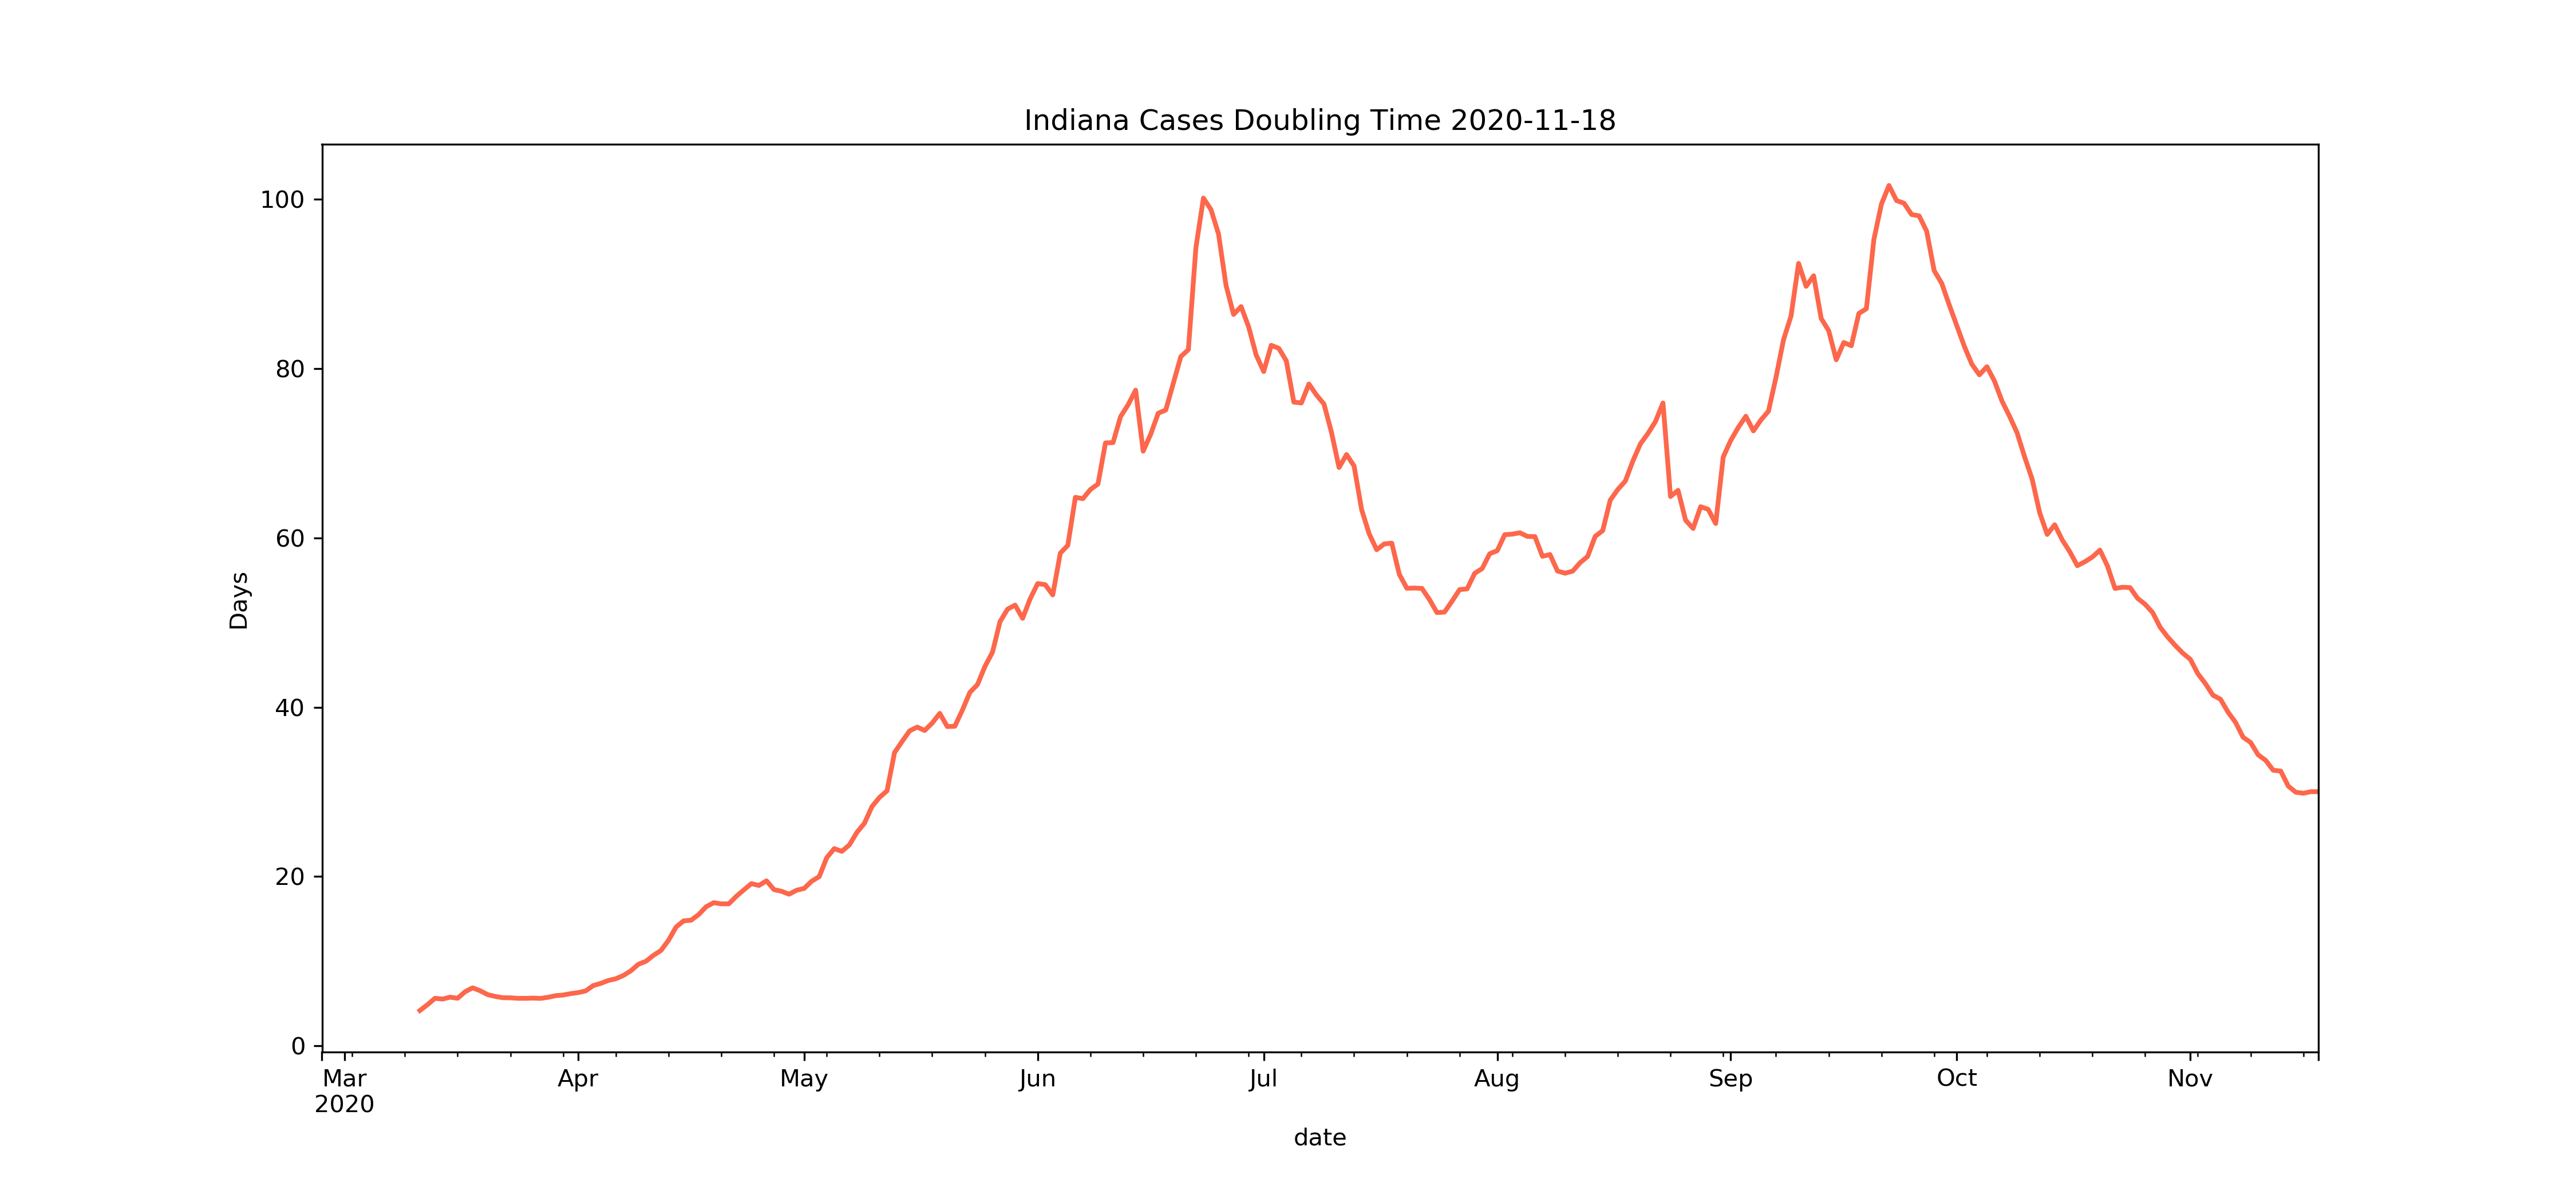 Indiana Cases Doubling Time 2020-11-18
100
80
60
40
20
0
Days
Mar Apr May Jun Jul Aug Sep Oct Nov
2020
date